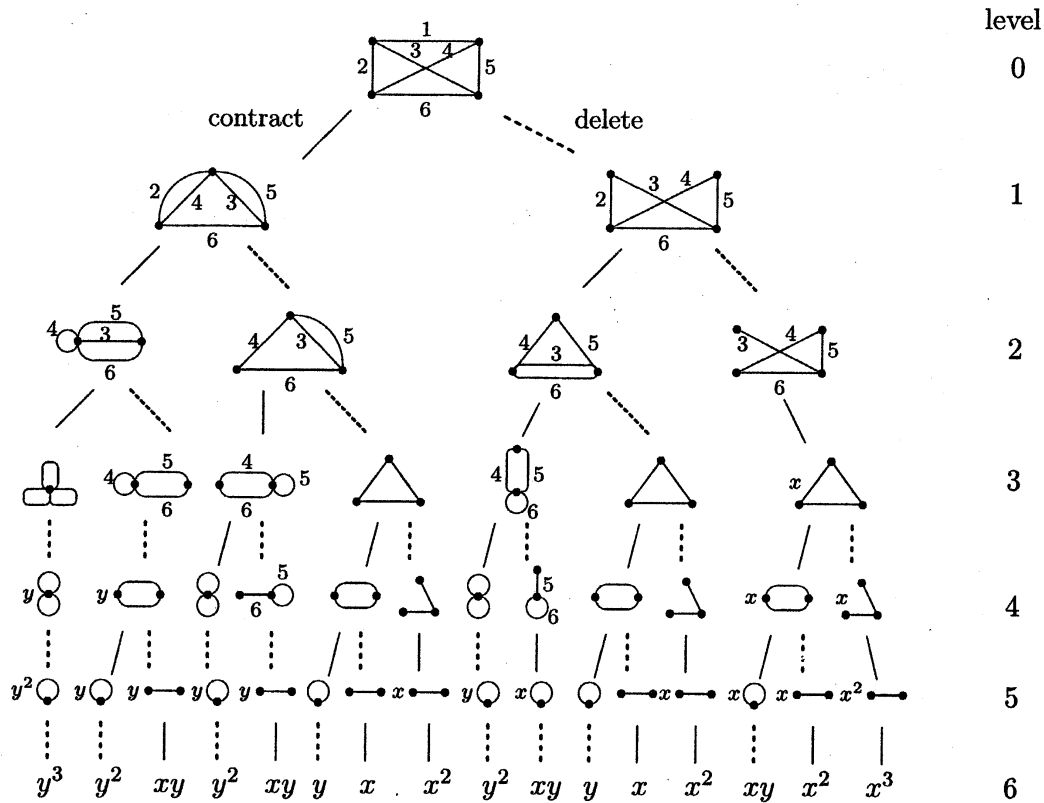 level
1
3 4
2 5 0
6
contract delete
2 4 3 5 3 4 2 5 1
6 6
5 4 3 6
4 3 5 6
4 5 3 6
4 3 5 6 2
5 4 6
4 5 6
4 5 6
x 3
y y 5 6 5 6 x x 4
y² y y y y y x y x y x x x x² 5
y³ y² xy y² xy y x x² y² xy y x x² xy x² x³ 6